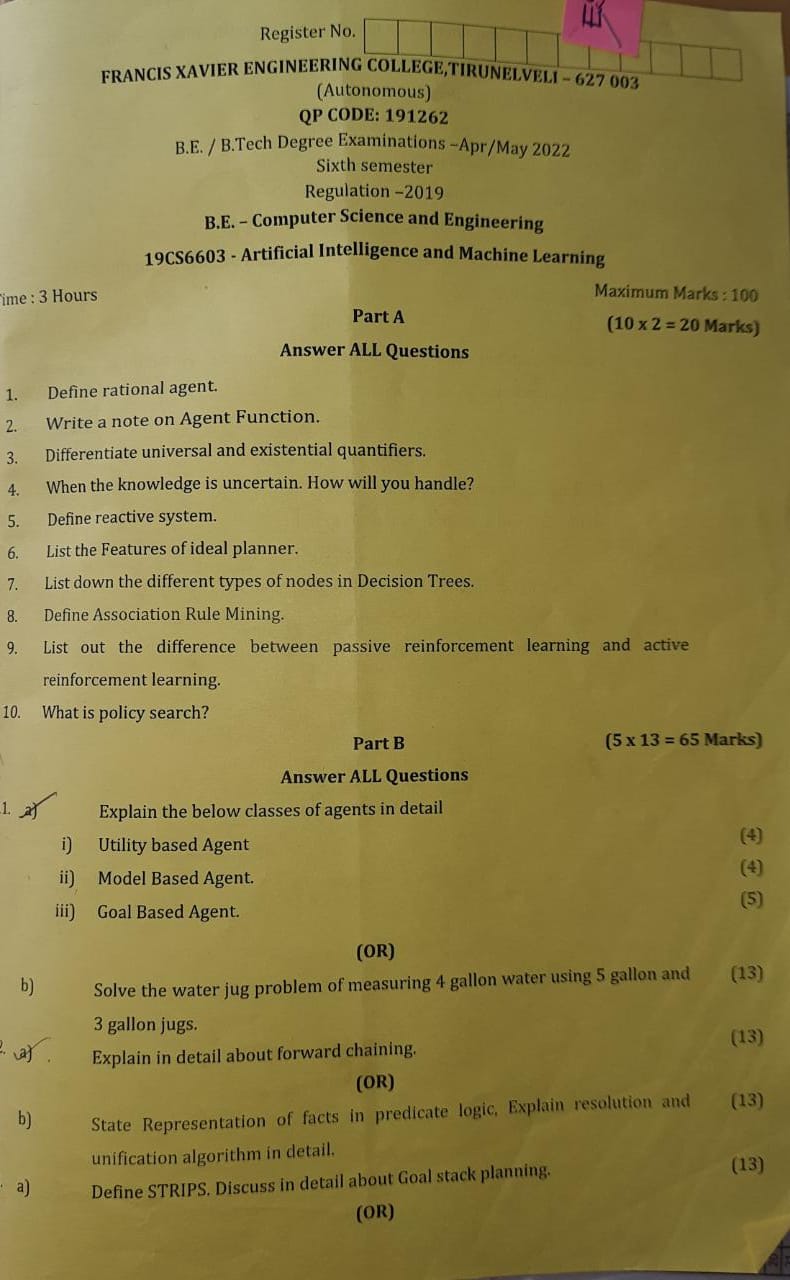 Register No.
FRANCIS XAVIER ENGINEERING COLLEGE,TIRUNELVELI – 627 003
(Autonomous)
QP CODE: 191262
B.E. / B.Tech Degree Examinations –Apr/May 2022
Sixth semester
Regulation –2019
B.E. – Computer Science and Engineering
19CS6603 - Artificial Intelligence and Machine Learning
ime : 3 Hours Maximum Marks : 100
Part A (10 x 2 = 20 Marks)
Answer ALL Questions
1. Define rational agent.
2. Write a note on Agent Function.
3. Differentiate universal and existential quantifiers.
4. When the knowledge is uncertain. How will you handle?
5. Define reactive system.
6. List the Features of ideal planner.
7. List down the different types of nodes in Decision Trees.
8. Define Association Rule Mining.
9. List out the difference between passive reinforcement learning and active
reinforcement learning.
10. What is policy search?
Part B (5 x 13 = 65 Marks)
Answer ALL Questions
1. a) Explain the below classes of agents in detail
i) Utility based Agent (4)
ii) Model Based Agent. (4)
iii) Goal Based Agent. (5)
(OR)
b) Solve the water jug problem of measuring 4 gallon water using 5 gallon and (13)
3 gallon jugs.
a) Explain in detail about forward chaining. (13)
(OR)
b) State Representation of facts in predicate logic, Explain resolution and (13)
unification algorithm in detail.
a) Define STRIPS. Discuss in detail about Goal stack planning. (13)
(OR)